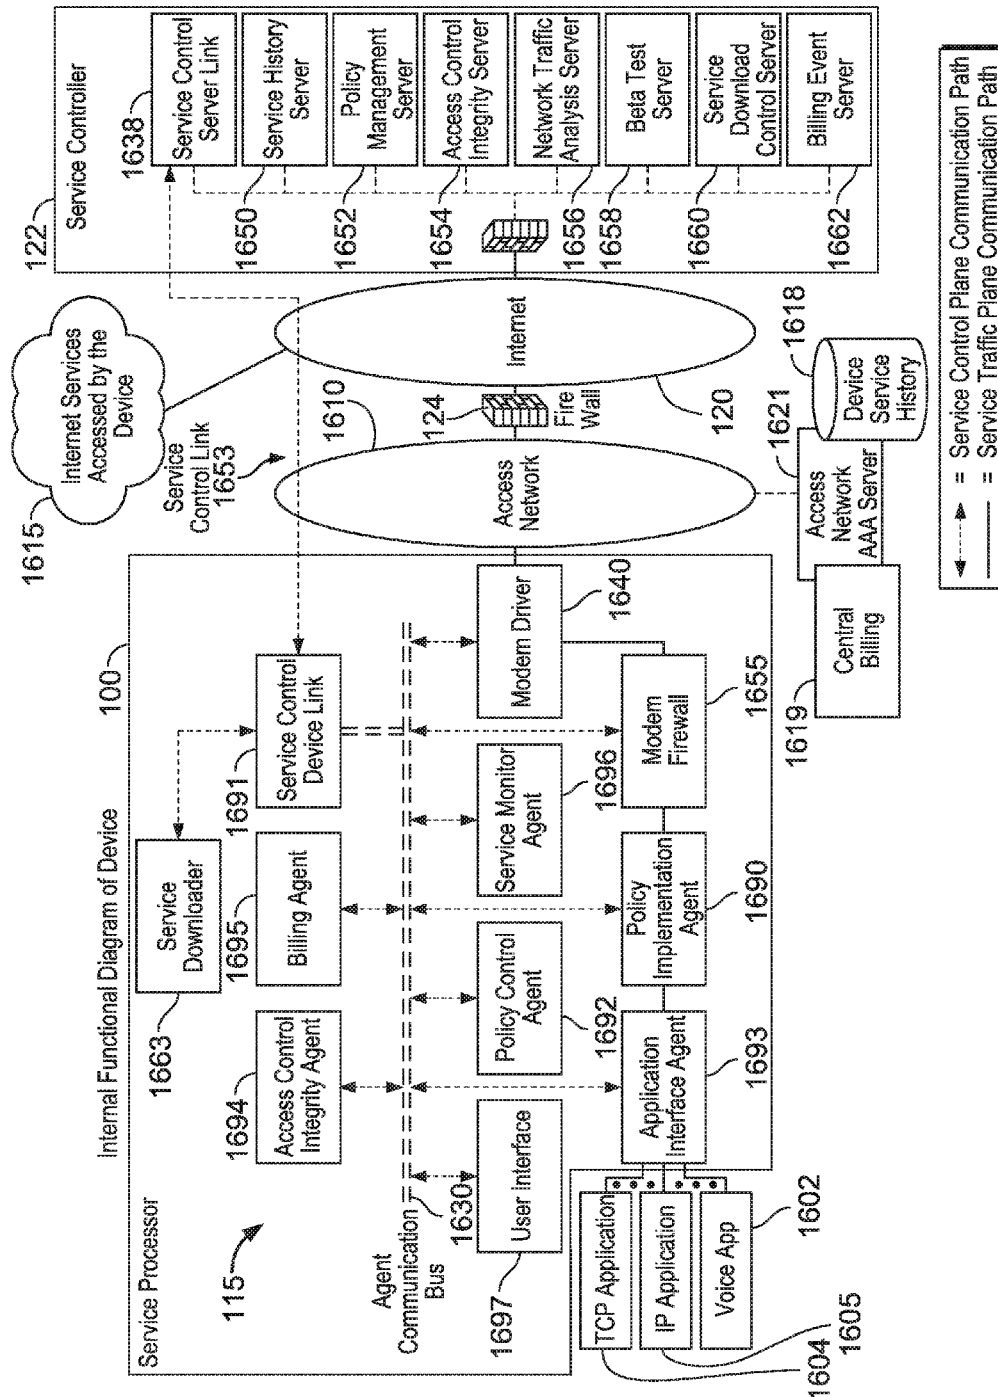 Internal Functional Diagram of Device
100
Service Processor
115
1694
Access Control
Integrity Agent
1663
Service
Downloader
1695
Billing Agent
1691
Service Control
Device Link
Agent
Communication
Bus
1630
User Interface
1697
Policy Control
Agent
1692
Service Monitor
Agent
1696
Modem Driver
1640
Application
Interface Agent
1693
Policy
Implementation
Agent
1690
Modem
Firewall
1655
TCP Application
1604
IP Application
1605
Voice App
1602
1615
Internet Services
Accessed by the
Device
Service
Control Link
1653
1610
Access
Network
124
Fire
Wall
Internet
120
122
Service Controller
1638
Service Control
Server Link
1650
Service History
Server
1652
Policy
Management
Server
1654
Access Control
Integrity Server
1656
Network Traffic
Analysis Server
1658
Beta Test
Server
1660
Service
Download
Control Server
1662
Billing Event
Server
1619
Central
Billing
1621
Access
Network
AAA Server
1618
Device
Service
History
= Service Control Plane Communication Path
= Service Traffic Plane Communication Path